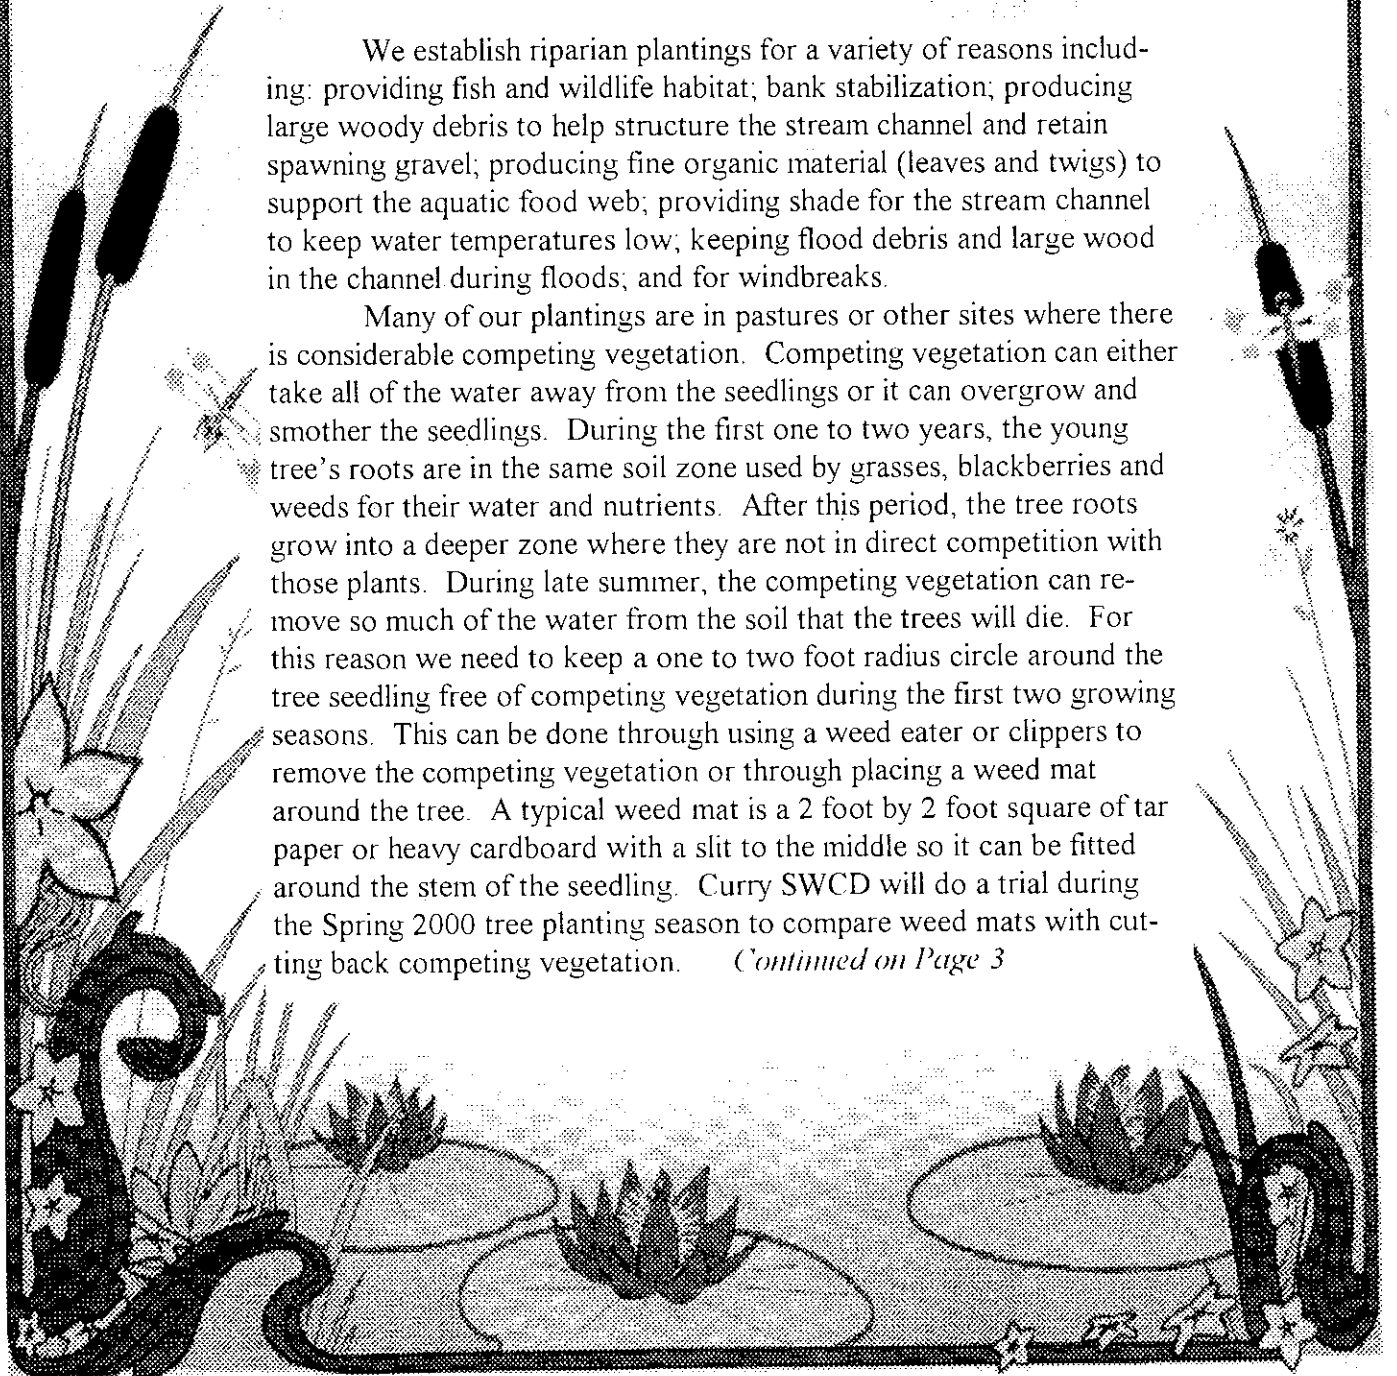 We establish riparian plantings for a variety of reasons includ-
ing: providing fish and wildlife habitat; bank stabilization; producing
large woody debris to help structure the stream channel and retain
spawning gravel; producing fine organic material (leaves and twigs) to
support the aquatic food web; providing shade for the stream channel
to keep water temperatures low; keeping flood debris and large wood
in the channel during floods; and for windbreaks.
Many of our plantings are in pastures or other sites where there
is considerable competing vegetation. Competing vegetation can either
take all of the water away from the seedlings or it can overgrow and
smother the seedlings. During the first one to two years, the young
tree's roots are in the same soil zone used by grasses, blackberries and
weeds for their water and nutrients. After this period, the tree roots
grow into a deeper zone where they are not in direct competition with
those plants. During late summer, the competing vegetation can re-
move so much of the water from the soil that the trees will die. For
this reason we need to keep a one to two foot radius circle around the
tree seedling free of competing vegetation during the first two growing
seasons. This can be done through using a weed eater or clippers to
remove the competing vegetation or through placing a weed mat
around the tree. A typical weed mat is a 2 foot by 2 foot square of tar
paper or heavy cardboard with a slit to the middle so it can be fitted
around the stem of the seedling. Curry SWCD will do a trial during
the Spring 2000 tree planting season to compare weed mats with cut-
ting back competing vegetation. Continued on Page 3